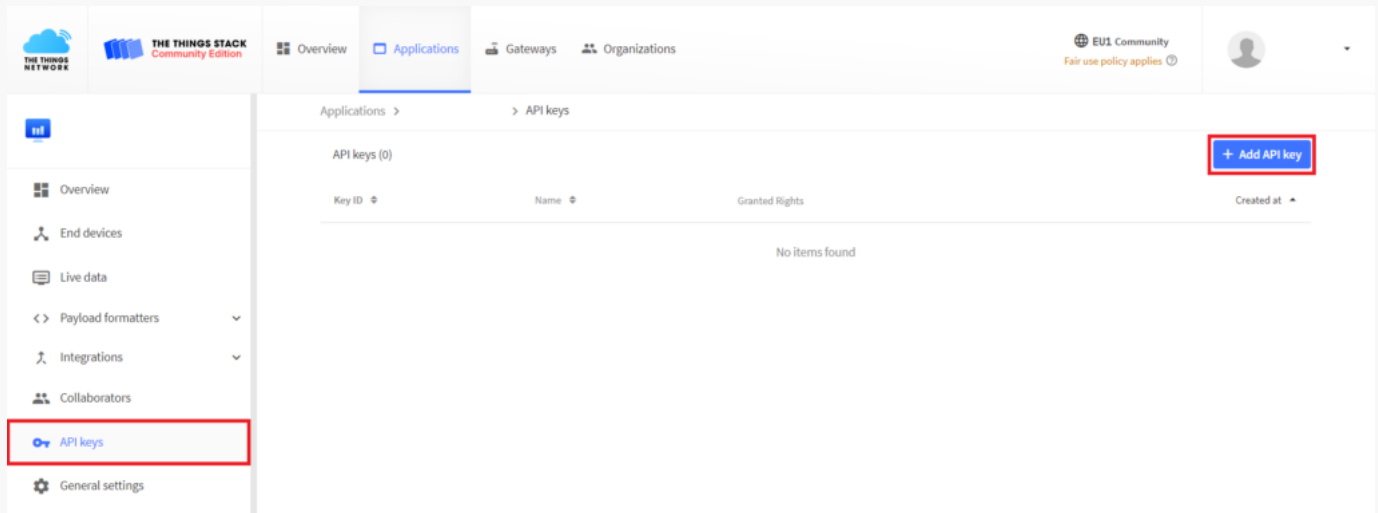 THE THINGS
NETWORK
THE THINGS STACK
Community Edition
Overview
Applications
Gateways
Organizations
EU1 Community
Fair use policy applies
Applications > > API keys
API keys (0)
+ Add API key
Key ID Name Granted Rights Created at
No items found
Overview
End devices
Live data
Payload formatters
Integrations
Collaborators
API keys
General settings